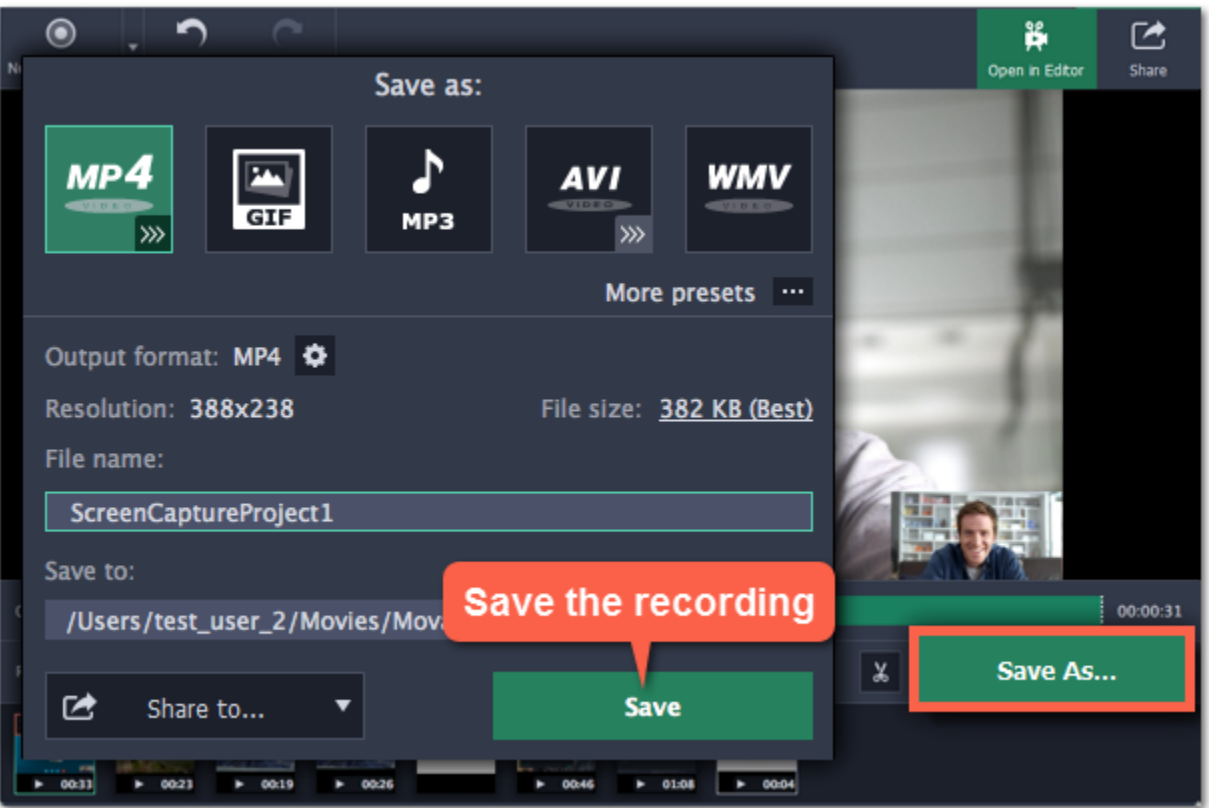 Open in Editor
Share
Save as:
MP4
VIDEO
GIF
MP3
AVI
VIDEO
WMV
VIDEO
More presets
Output format: MP4
Resolution: 388x238
File size: 382 KB (Best)
File name:
ScreenCaptureProject1
Save to:
/Users/test_user_2/Movies/Mova
Save the recording
00:00:31
Save As...
Share to...
Save
00:33
00:23
00:19
00:26
00:46
01:08
00:04